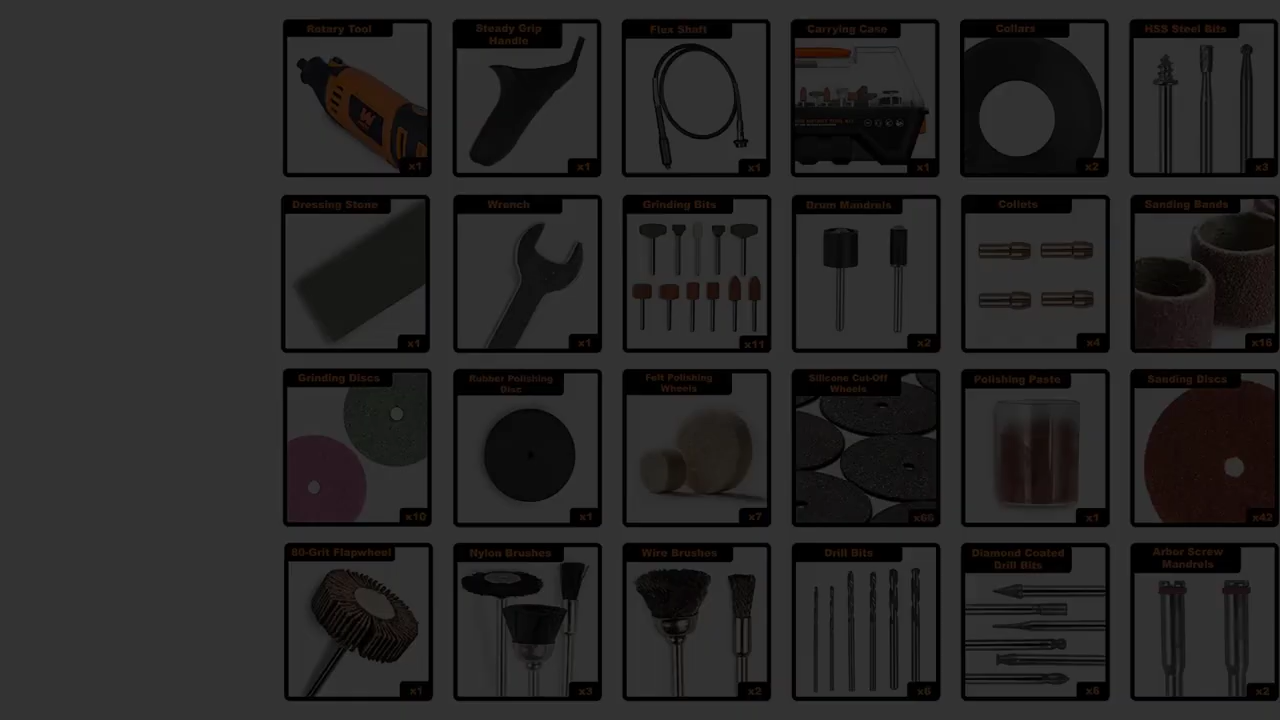 Rotary Tool
x1
Steady Grip
Handle
x1
Flex Shaft
x1
Carrying Case
x1
Collars
x2
HSS Steel Bits
x3
Dressing Stone
x1
Wrench
x1
Grinding Bits
x11
Drum Mandrels
x2
Collets
x4
Sanding Bands
x16
Grinding Discs
x10
Rubber Polishing
Disc
x1
Felt Polishing
Wheels
x7
Silicone Cut-Off
Wheels
x66
Polishing Paste
x1
Sanding Discs
x42
80-Grit Flapwheel
x1
Nylon Brushes
x3
Wire Brushes
x2
Drill Bits
x6
Diamond Coated
Drill Bits
x6
Arbor Screw
Mandrels
x2